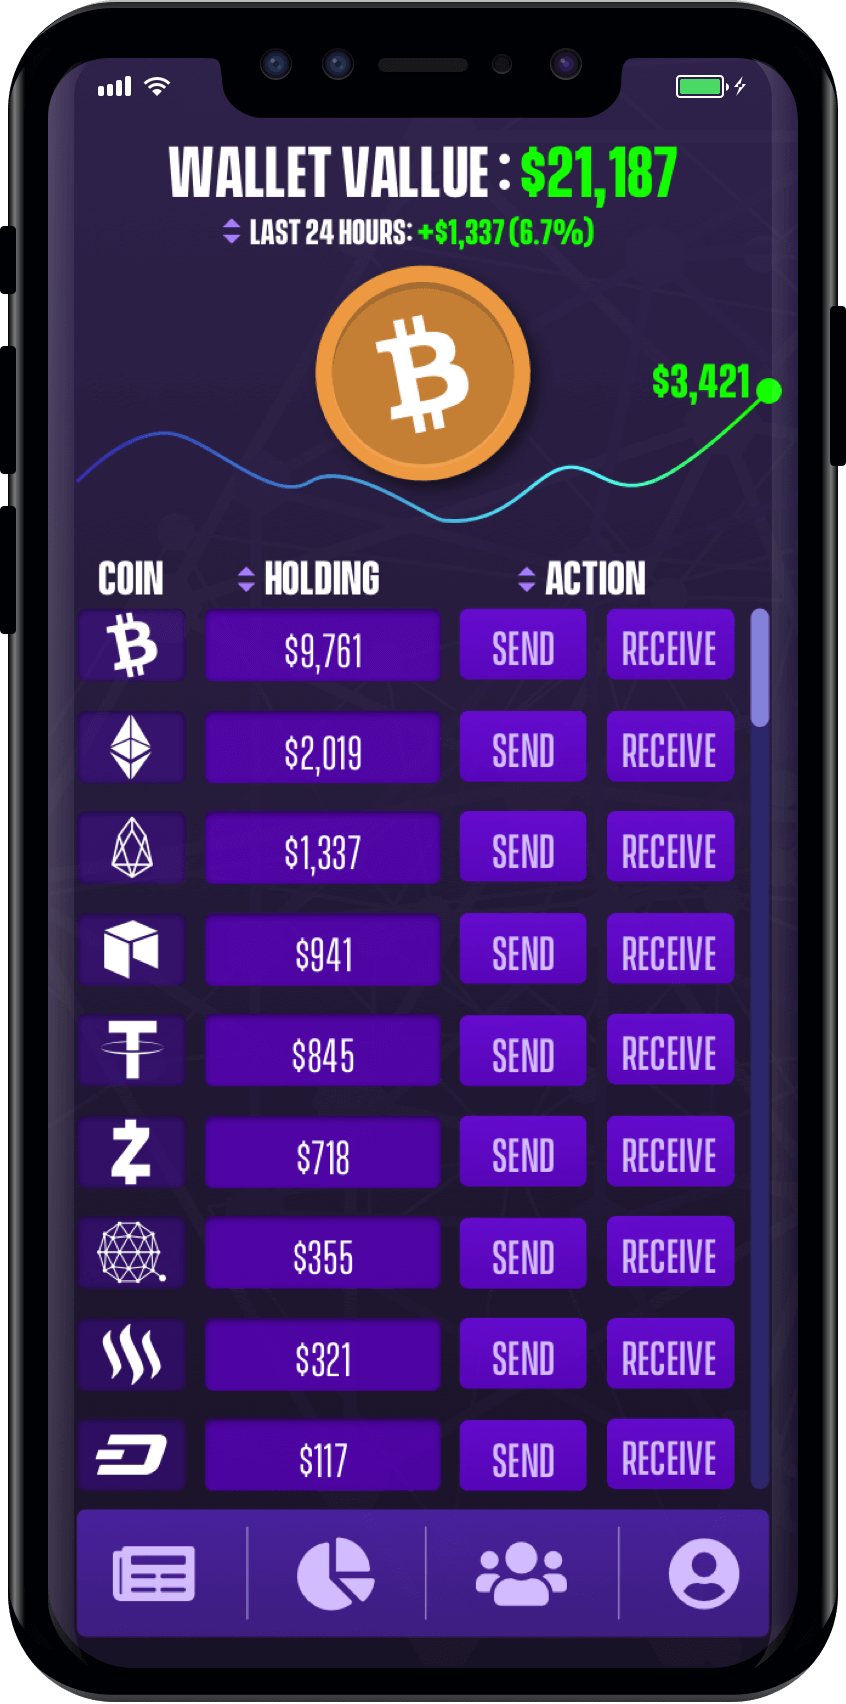 WALLET VALLUE : $21,187
LAST 24 HOURS: +$1,337 (6.7%)
$3,421
COIN HOLDING ACTION
$9,761 SEND RECEIVE
$2,019 SEND RECEIVE
$1,337 SEND RECEIVE
$941 SEND RECEIVE
$845 SEND RECEIVE
$718 SEND RECEIVE
$355 SEND RECEIVE
$321 SEND RECEIVE
$117 SEND RECEIVE